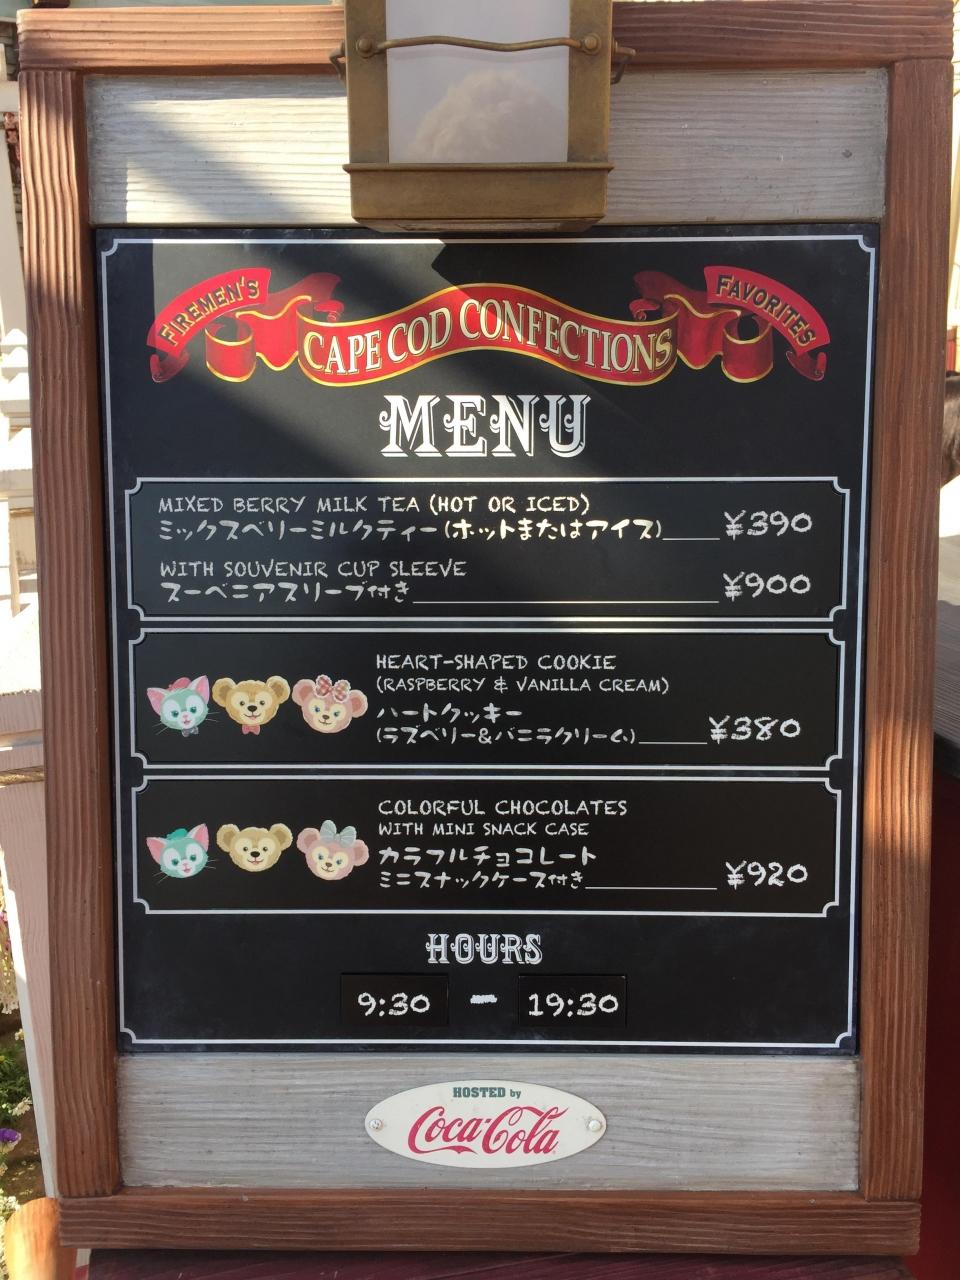 FIREMEN'S
CAPE COD CONFECTIONS
FAVORITES
MENU
MIXED BERRY MILK TEA (HOT OR ICED)
ミックスベリーミルクティー(ホットまたはアイス) ¥390
WITH SOUVENIR CUP SLEEVE
スーベニアスリーブ付き ¥900
HEART-SHAPED COOKIE
(RASPBERRY & VANILLA CREAM)
ハートクッキー
(ラズベリー&バニラクリーム) ¥380
COLORFUL CHOCOLATES
WITH MINI SNACK CASE
カラフルチョコレート
ミニスナックケース付き ¥920
HOURS
9:30 - 19:30
HOSTED by
Coca-Cola